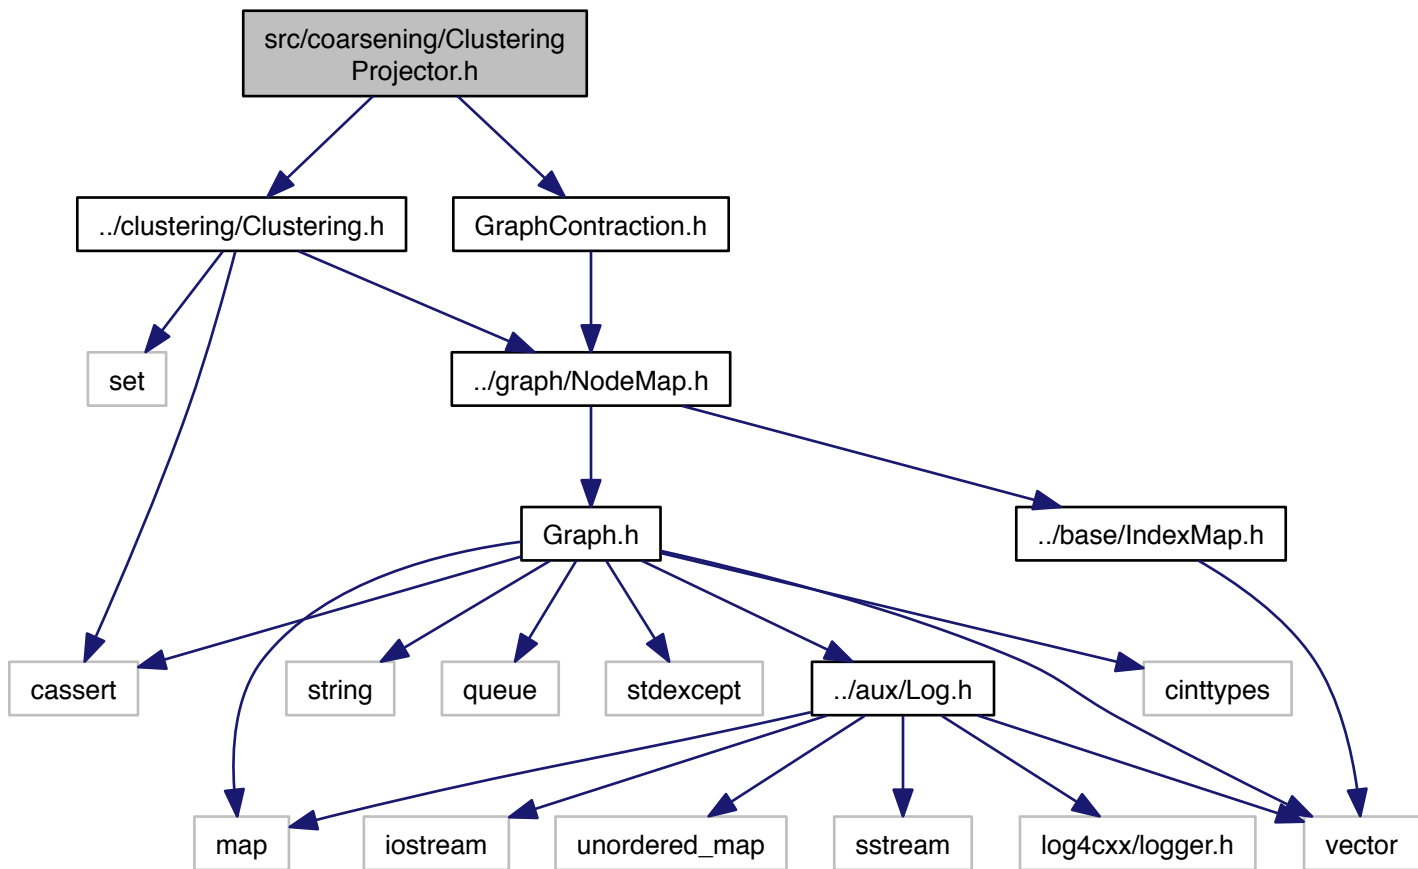 src/coarsening/Clustering
Projector.h
../clustering/Clustering.h
GraphContraction.h
set
../graph/NodeMap.h
Graph.h
../base/IndexMap.h
cassert
string
queue
stdexcept
../aux/Log.h
cinttypes
map
iostream
unordered_map
sstream
log4cxx/logger.h
vector